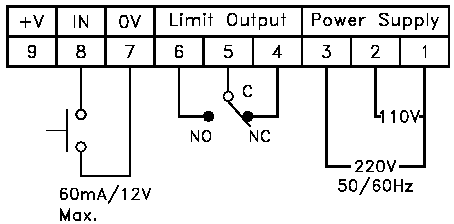 +V IN 0V Limit Output Power Supply
9 8 7 6 5 4 3 2 1
C
110V
NO NC
220V
60mA/12V 50/60Hz
Max.